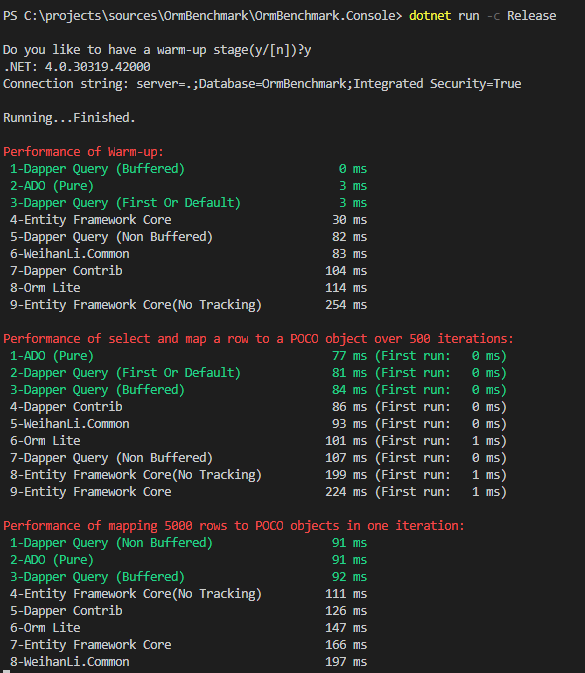 PS C:\projects\sources\OrmBenchmark\OrmBenchmark.Console> dotnet run -c Release
Do you like to have a warm-up stage(y/[n])?y
.NET: 4.0.30319.42000
Connection string: server=.;Database=OrmBenchmark;Integrated Security=True
Running...Finished.
Performance of Warm-up:
1-Dapper Query (Buffered) 0 ms
2-ADO (Pure) 3 ms
3-Dapper Query (First Or Default) 3 ms
4-Entity Framework Core 30 ms
5-Dapper Query (Non Buffered) 82 ms
6-WeihanLi.Common 83 ms
7-Dapper Contrib 104 ms
8-Orm Lite 114 ms
9-Entity Framework Core(No Tracking) 254 ms
Performance of select and map a row to a POCO object over 500 iterations:
1-ADO (Pure) 77 ms (First run: 0 ms)
2-Dapper Query (First Or Default) 81 ms (First run: 0 ms)
3-Dapper Query (Buffered) 84 ms (First run: 0 ms)
4-Dapper Contrib 86 ms (First run: 0 ms)
5-WeihanLi.Common 93 ms (First run: 0 ms)
6-Orm Lite 101 ms (First run: 1 ms)
7-Dapper Query (Non Buffered) 107 ms (First run: 0 ms)
8-Entity Framework Core(No Tracking) 199 ms (First run: 1 ms)
9-Entity Framework Core 224 ms (First run: 1 ms)
Performance of mapping 5000 rows to POCO objects in one iteration:
1-Dapper Query (Non Buffered) 91 ms
2-ADO (Pure) 91 ms
3-Dapper Query (Buffered) 92 ms
4-Entity Framework Core(No Tracking) 111 ms
5-Dapper Contrib 126 ms
6-Orm Lite 147 ms
7-Entity Framework Core 166 ms
8-WeihanLi.Common 197 ms